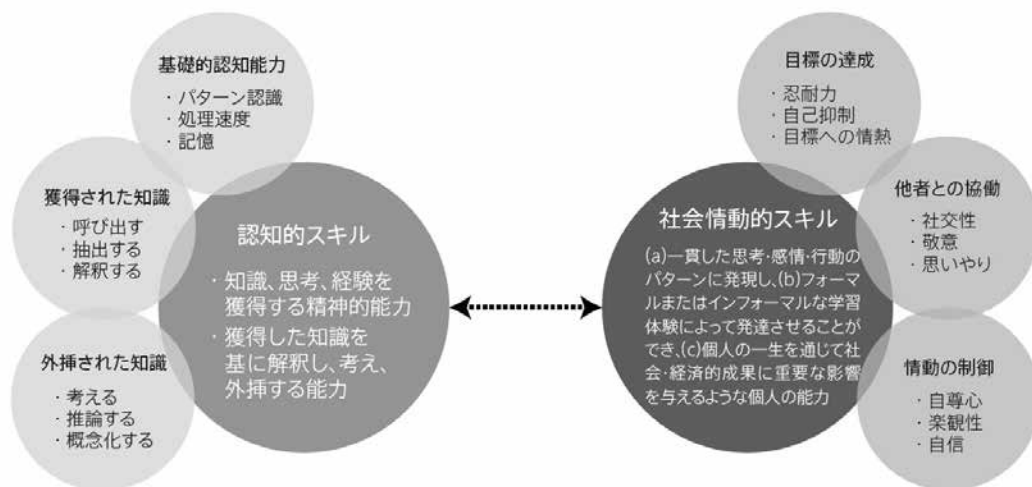 基礎的認知能力
・パターン認識
・処理速度
・記憶
獲得された知識
・呼び出す
・抽出する
・解釈する
外挿された知識
・考える
・推論する
・概念化する
認知的スキル
・知識、思考、経験を
獲得する精神的能力
・獲得した知識を
基に解釈し、考え、
外挿する能力
社会情動的スキル
(a)一貫した思考・感情・行動の
パターンに発現し、(b)フォーマ
ルまたはインフォーマルな学習
体験によって発達させることが
でき、(c)個人の一生を通じて社
会・経済的成果に重要な影響
を与えるような個人の能力
目標の達成
・忍耐力
・自己抑制
・目標への情熱
他者との協働
・社交性
・敬意
・思いやり
情動の制御
・自尊心
・楽観性
・自信